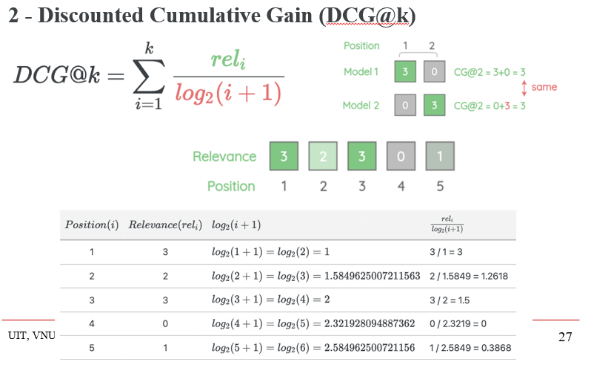 2 - Discounted Cumulative Gain (DCG@k)
DCG@k = \sum_{i=1}^{k} \frac{rel_i}{log_2(i + 1)}
Position 1 2
Model 1 3 0 CG@2 = 3+0 = 3
same
Model 2 0 3 CG@2 = 0+3 = 3
Relevance 3 2 3 0 1
Position 1 2 3 4 5
Position(i) Relevance(rel_i) log_2(i + 1) \frac{rel_i}{log_2(i+1)}
1 3 log_2(1 + 1) = log_2(2) = 1 3 / 1 = 3
2 2 log_2(2 + 1) = log_2(3) = 1.5849625007211563 2 / 1.5849 = 1.2618
3 3 log_2(3 + 1) = log_2(4) = 2 3 / 2 = 1.5
4 0 log_2(4 + 1) = log_2(5) = 2.321928094887362 0 / 2.3219 = 0
5 1 log_2(5 + 1) = log_2(6) = 2.584962500721156 1 / 2.5849 = 0.3868
UIT, VNU
27